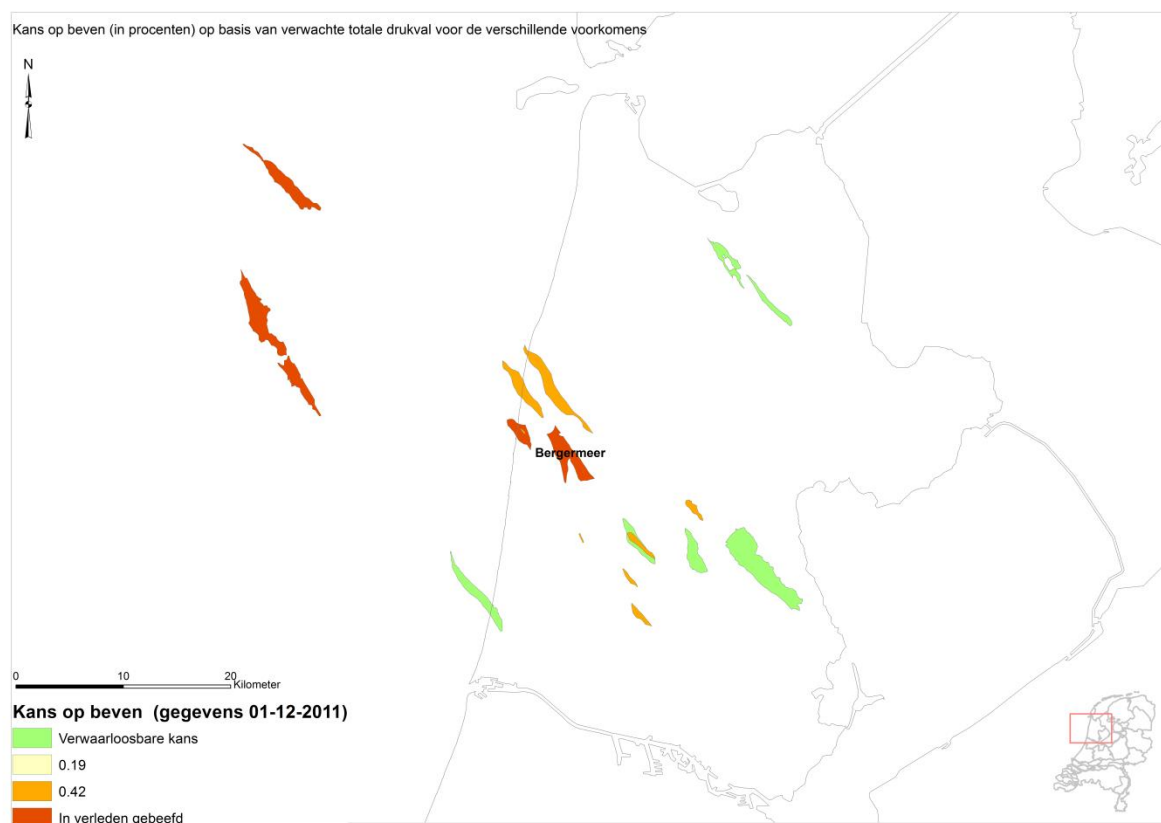 Kans op beven (in procenten) op basis van verwachte totale drukval voor de verschillende voorkomens
N
Bergermeer
0 10 20
Kilometer
Kans op beven (gegevens 01-12-2011)
Verwaarloosbare kans
0.19
0.42
In verleden gebeefd